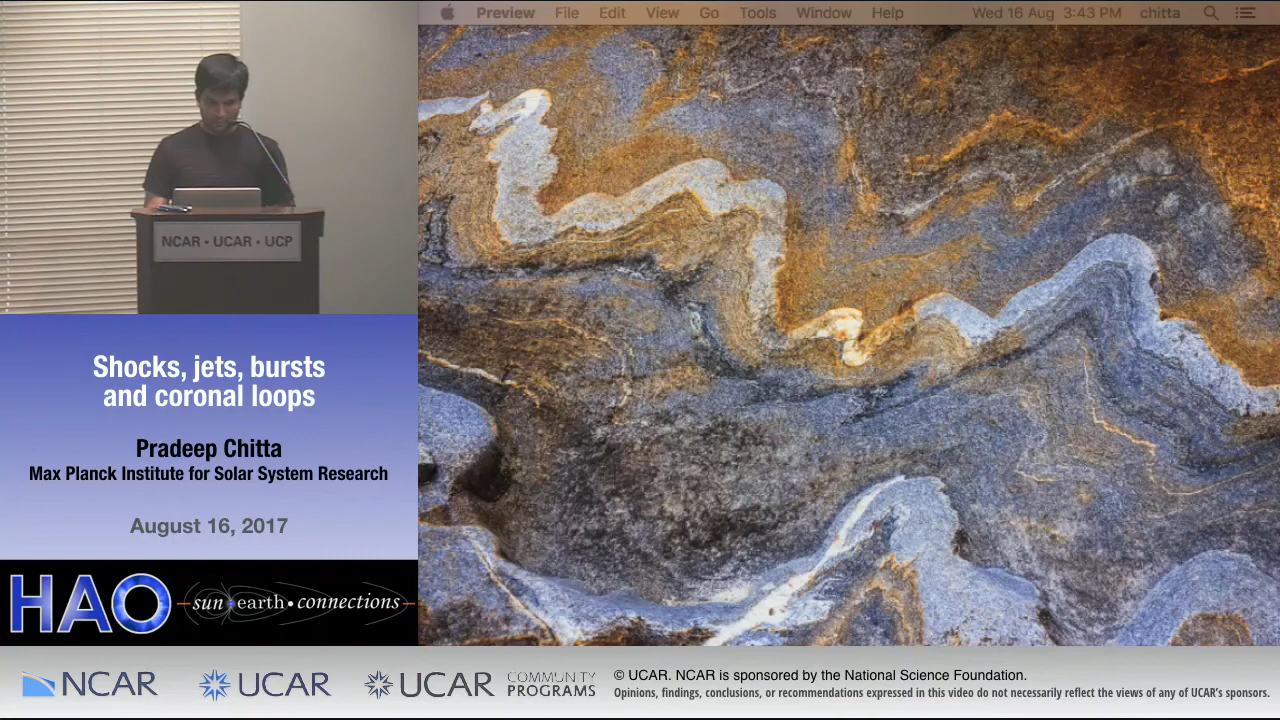 Preview File Edit View Go Tools Window Help Wed 16 Aug 3:43 PM chitta
NCAR • UCAR • UCP
Shocks, jets, bursts
and coronal loops
Pradeep Chitta
Max Planck Institute for Solar System Research
August 16, 2017
HAO sun•earth•connections
NCAR UCAR UCAR COMMUNITY PROGRAMS
© UCAR. NCAR is sponsored by the National Science Foundation.
Opinions, findings, conclusions, or recommendations expressed in this video do not necessarily reflect the views of any of UCAR's sponsors.